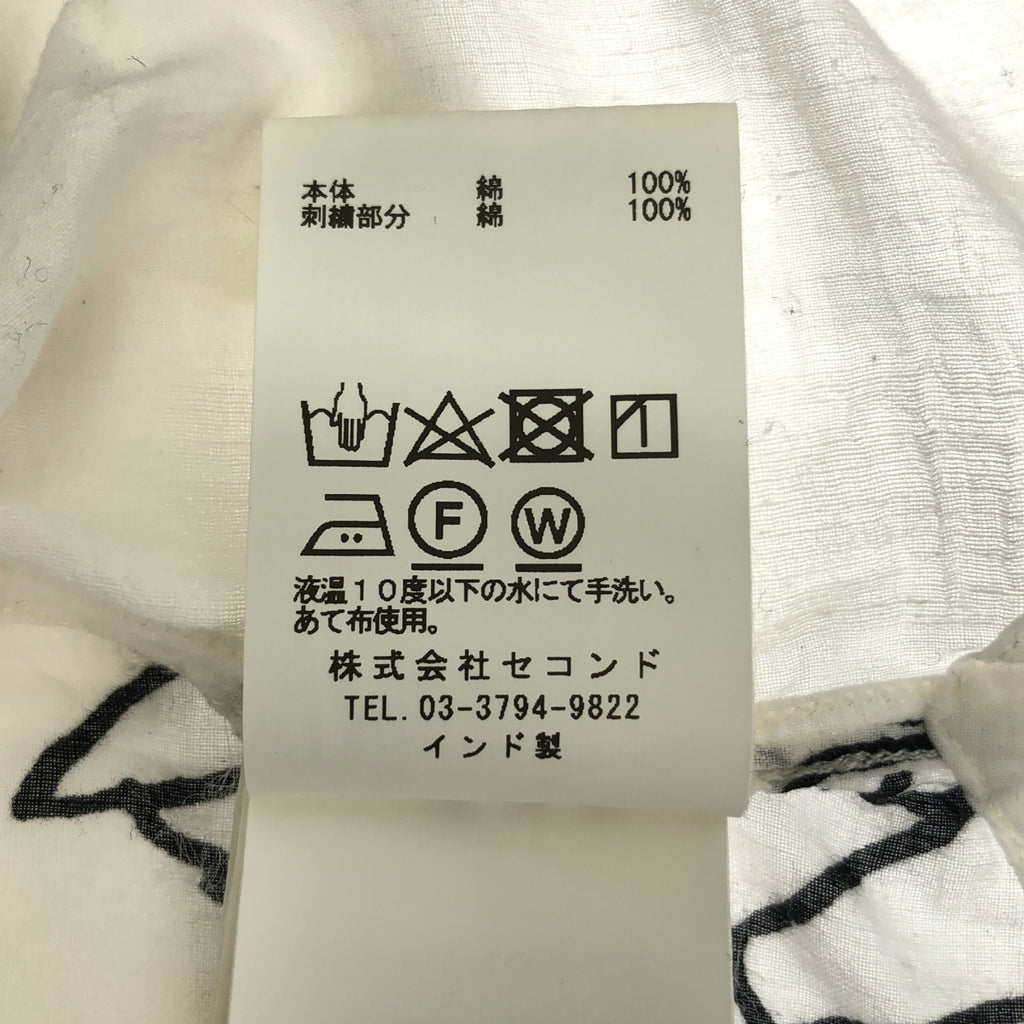 本体 綿 100%
刺繍部分 綿 100%
F W
液温10度以下の水にて手洗い。
あて布使用。
株式会社セコンド
TEL. 03-3794-9822
インド製